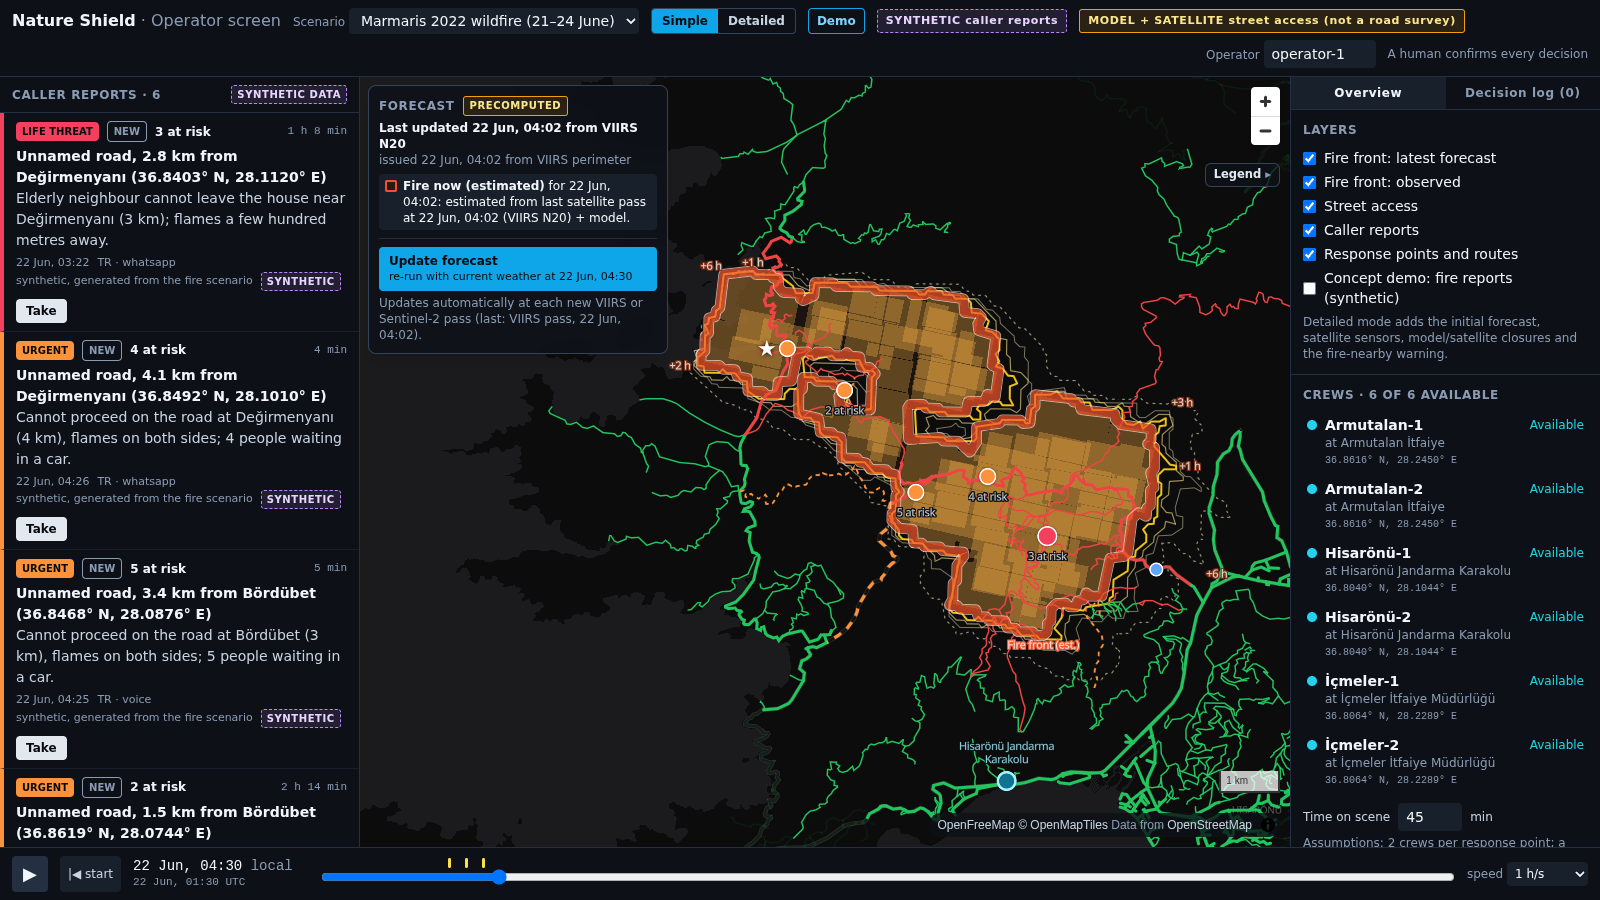 Nature Shield · Operator screen
Scenario Marmaris 2022 wildfire (21–24 June)
Simple Detailed Demo
SYNTHETIC caller reports
MODEL + SATELLITE street access (not a road survey)
Operator operator-1 A human confirms every decision
CALLER REPORTS · 6 SYNTHETIC DATA
LIFE THREAT NEW 3 at risk 1 h 8 min
Unnamed road, 2.8 km from
Değirmenyanı (36.8403° N, 28.1120° E)
Elderly neighbour cannot leave the house near
Değirmenyanı (3 km); flames a few hundred
metres away.
22 Jun, 03:22 TR · whatsapp
synthetic, generated from the fire scenario SYNTHETIC
Take
URGENT NEW 4 at risk 4 min
Unnamed road, 4.1 km from
Değirmenyanı (36.8492° N, 28.1010° E)
Cannot proceed on the road at Değirmenyanı
(4 km), flames on both sides; 4 people waiting
in a car.
22 Jun, 04:26 TR · whatsapp
synthetic, generated from the fire scenario SYNTHETIC
Take
URGENT NEW 5 at risk 5 min
Unnamed road, 3.4 km from Bördübet
(36.8468° N, 28.0876° E)
Cannot proceed on the road at Bördübet (3
km), flames on both sides; 5 people waiting in
a car.
22 Jun, 04:25 TR · voice
synthetic, generated from the fire scenario SYNTHETIC
Take
URGENT NEW 2 at risk 2 h 14 min
Unnamed road, 1.5 km from Bördübet
(36.8619° N, 28.0744° E)
FORECAST PRECOMPUTED
Last updated 22 Jun, 04:02 from VIIRS
N20
issued 22 Jun, 04:02 from VIIRS perimeter
Fire now (estimated) for 22 Jun,
04:02: estimated from last satellite pass
at 22 Jun, 04:02 (VIIRS N20) + model.
Update forecast
re-run with current weather at 22 Jun, 04:30
Updates automatically at each new VIIRS or
Sentinel-2 pass (last: VIIRS pass, 22 Jun,
04:02).
+
−
Legend ▸
+6 h
+1 h
+2 h
2 at risk
+3 h
+1 h
4 at risk
5 at risk
3 at risk
+6 h
Fire front (est.)
Hisarönü Jandarma
Karakolu
1 km
HISARÖNÜ
OpenFreeMap © OpenMapTiles Data from OpenStreetMap
Overview Decision log (0)
LAYERS
Fire front: latest forecast
Fire front: observed
Street access
Caller reports
Response points and routes
Concept demo: fire reports
(synthetic)
Detailed mode adds the initial forecast,
satellite sensors, model/satellite closures and
the fire-nearby warning.
CREWS · 6 OF 6 AVAILABLE
Armutalan-1 Available
at Armutalan İtfaiye
36.8616° N, 28.2450° E
Armutalan-2 Available
at Armutalan İtfaiye
36.8616° N, 28.2450° E
Hisarönü-1 Available
at Hisarönü Jandarma Karakolu
36.8040° N, 28.1044° E
Hisarönü-2 Available
at Hisarönü Jandarma Karakolu
36.8040° N, 28.1044° E
İçmeler-1 Available
at İçmeler İtfaiye Müdürlüğü
36.8064° N, 28.2289° E
İçmeler-2 Available
at İçmeler İtfaiye Müdürlüğü
36.8064° N, 28.2289° E
Time on scene 45 min
Assumptions: 2 crews per response point; a
▶ |◀ start
22 Jun, 04:30 local
22 Jun, 01:30 UTC
speed 1 h/s